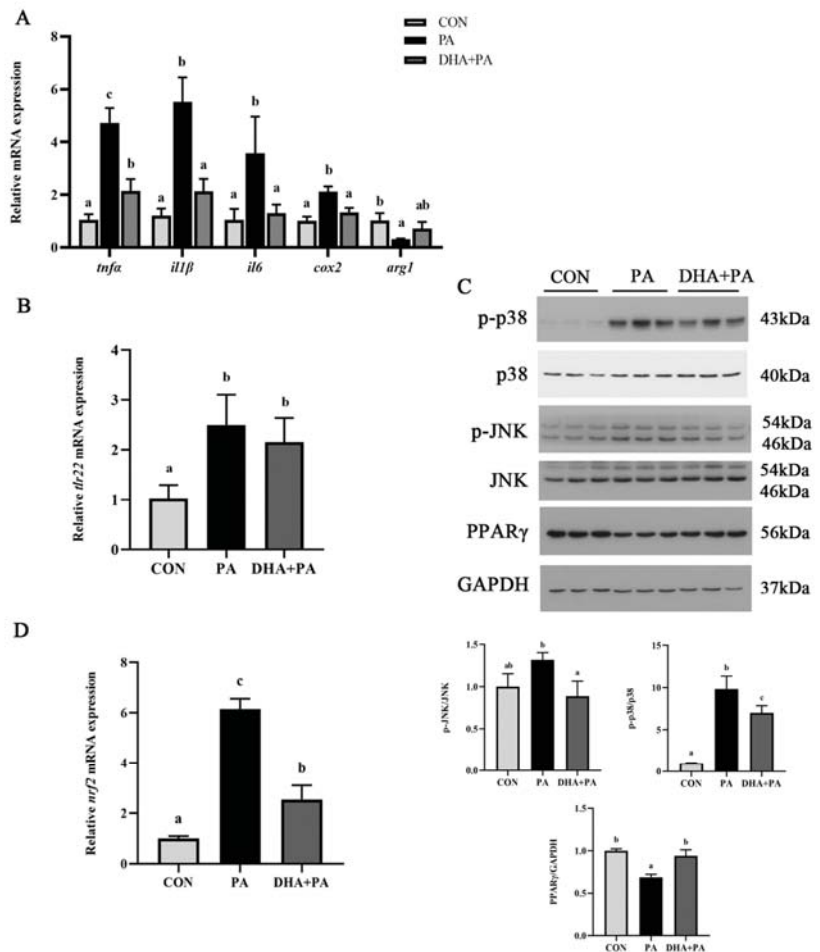 A
CON
PA
DHA+PA
Relative mRNA expression
8
6
4
2
0
a c b
a b a
a b a
a b a
b a ab
tnfα il1β il6 cox2 arg1
B
Relative tlr22 mRNA expression
4
3
2
1
0
a b b
CON PA DHA+PA
C
CON PA DHA+PA
p-p38 43kDa
p38 40kDa
p-JNK 54kDa
46kDa
JNK 54kDa
46kDa
PPARγ 56kDa
GAPDH 37kDa
D
Relative nrf2 mRNA expression
8
6
4
2
0
a c b
CON PA DHA+PA
p-JNK/JNK
1.5
1.0
0.5
0.0
ab b a
CON PA DHA+PA
p-p38/p38
15
10
5
0
a b c
CON PA DHA+PA
PPARγ/GAPDH
1.0
0.5
0.0
b a b
CON PA DHA+PA